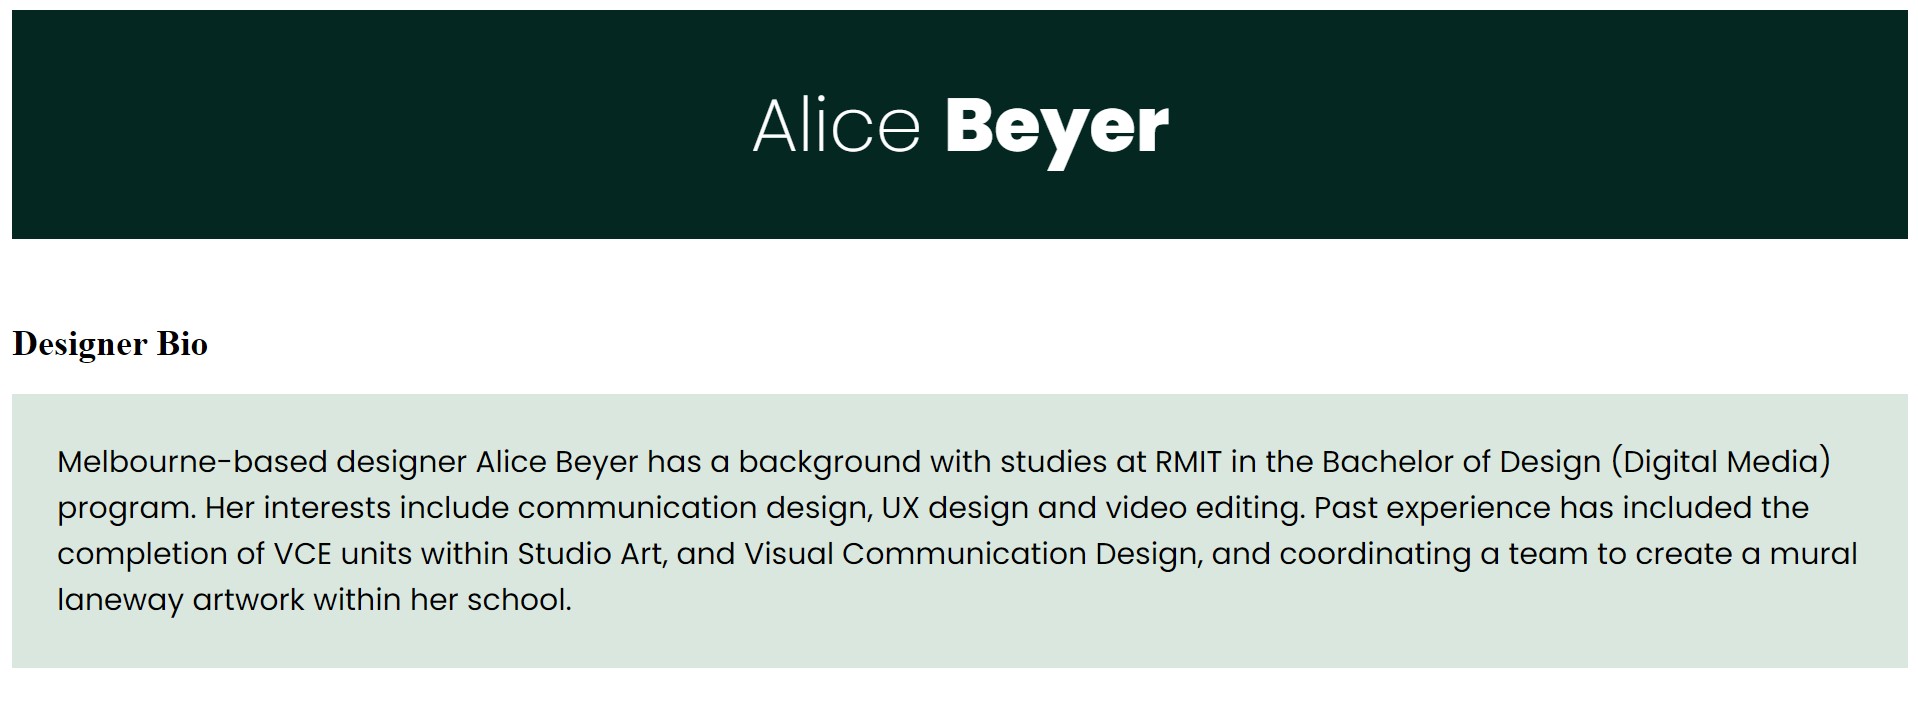 Alice Beyer
Designer Bio
Melbourne-based designer Alice Beyer has a background with studies at RMIT in the Bachelor of Design (Digital Media)
program. Her interests include communication design, UX design and video editing. Past experience has included the
completion of VCE units within Studio Art, and Visual Communication Design, and coordinating a team to create a mural
laneway artwork within her school.